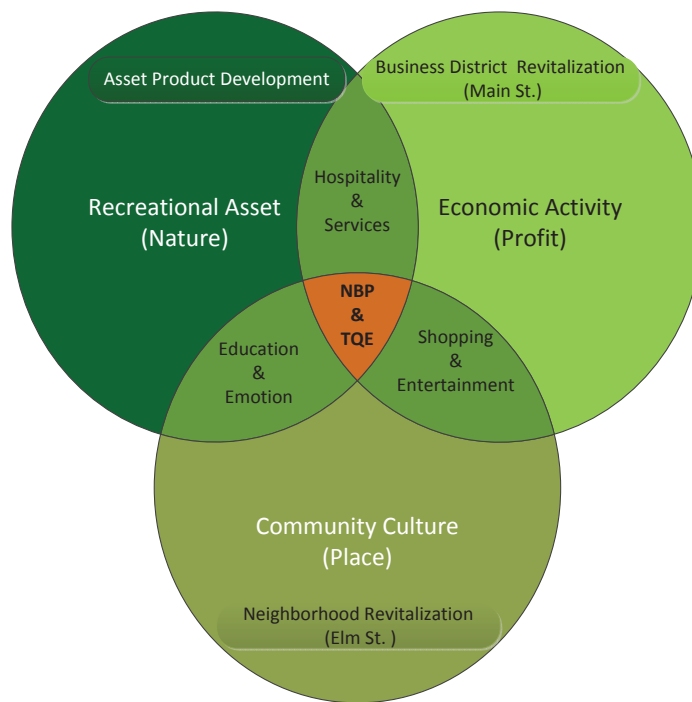 Asset Product Development
Business District Revitalization
(Main St.)
Hospitality
&
Services
Recreational Asset
(Nature)
Economic Activity
(Profit)
NBP
&
TQE
Education
&
Emotion
Shopping
&
Entertainment
Community Culture
(Place)
Neighborhood Revitalization
(Elm St. )